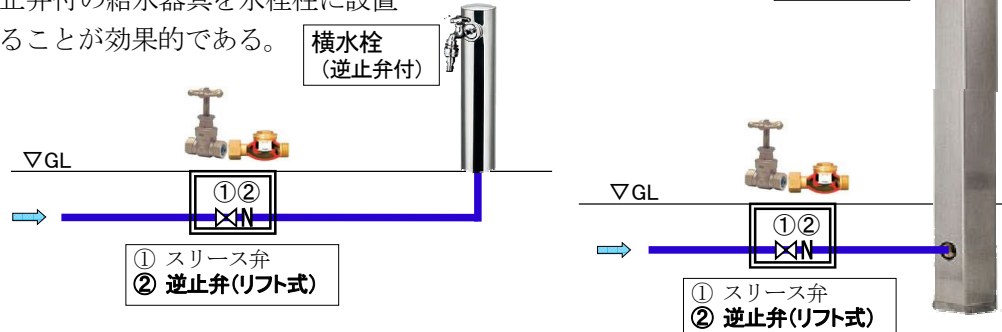 止弁付の給水器具を水栓柱に設置
ることが効果的である。
横水栓
(逆止弁付)
▽GL
①②
N
① スリース弁
② 逆止弁(リフト式)
▽GL
①②
N
① スリース弁
② 逆止弁(リフト式)